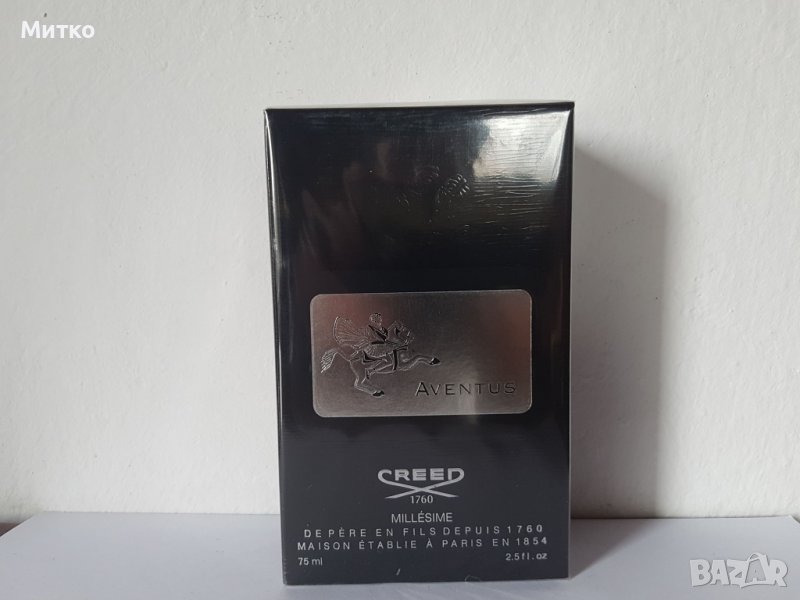 Митко
AVENTUS
CREED
1760
MILLÉSIME
DE PÈRE EN FILS DEPUIS 1760
MAISON ÉTABLIE À PARIS EN 1854
75 ml 2.5 fl. oz
BAZAR